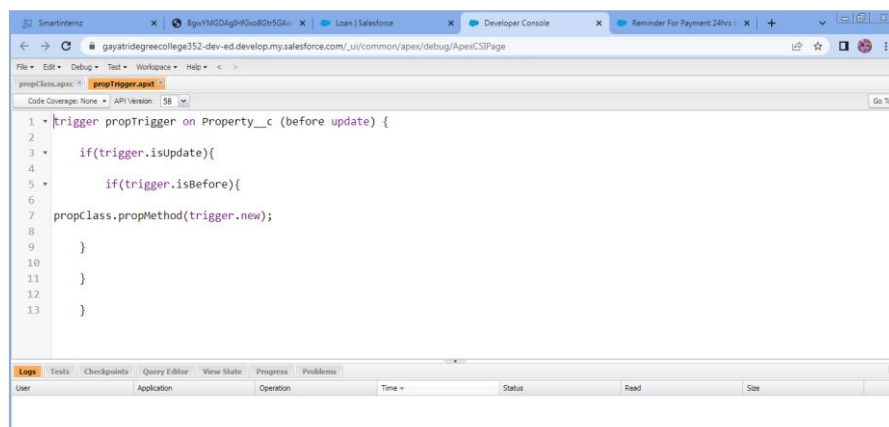 Smartinternz
Loan | Salesforce
Developer Console
Reminder For Payment 24hrs
gayatridegreecollege352-dev-ed.develop.my.salesforce.com/_ui/common/apex/debug/ApexCSIPage
File Edit Debug Test Workspace Help < >
propClass.apxc propTrigger.apxt
Code Coverage: None API Version: 58 Go T
1 trigger propTrigger on Property__c (before update) {
2
3 if(trigger.isUpdate){
4
5 if(trigger.isBefore){
6
7 propClass.propMethod(trigger.new);
8
9 }
10
11 }
12
13 }
Logs Tests Checkpoints Query Editor View State Progress Problems
User Application Operation Time Status Read Size